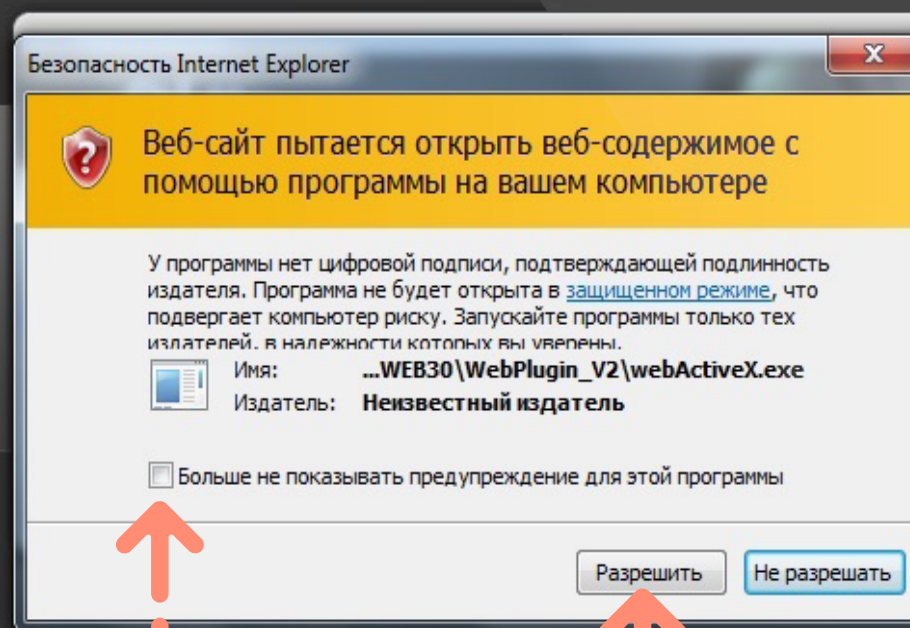 Безопасность Internet Explorer
Веб-сайт пытается открыть веб-содержимое с
помощью программы на вашем компьютере
У программы нет цифровой подписи, подтверждающей подлинность
издателя. Программа не будет открыта в защищенном режиме, что
подвергает компьютер риску. Запускайте программы только тех
издателей, в надежности которых вы уверены.
Имя: ...WEB30\WebPlugin_V2\webActiveX.exe
Издатель: Неизвестный издатель
Больше не показывать предупреждение для этой программы
Разрешить Не разрешать